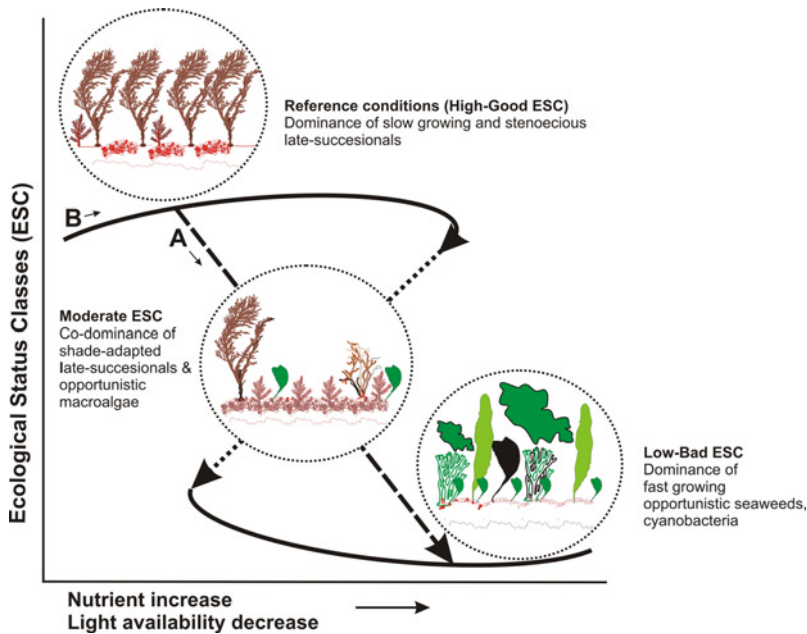 Ecological Status Classes (ESC)
Reference conditions (High-Good ESC)
Dominance of slow growing and stenoecious
late-succesionals
B
A
Moderate ESC
Co-dominance of
shade-adapted
late-succesionals &
opportunistic
macroalgae
Low-Bad ESC
Dominance of
fast growing
opportunistic seaweeds,
cyanobacteria
Nutrient increase
Light availability decrease